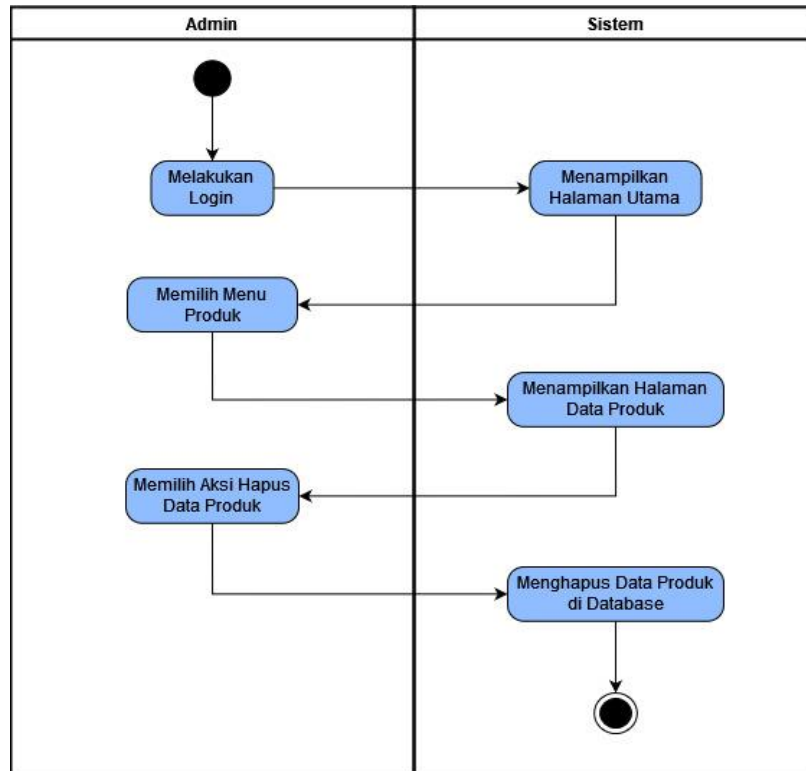 Admin
Sistem
Melakukan
Login
Menampilkan
Halaman Utama
Memilih Menu
Produk
Menampilkan Halaman
Data Produk
Memilih Aksi Hapus
Data Produk
Menghapus Data Produk
di Database